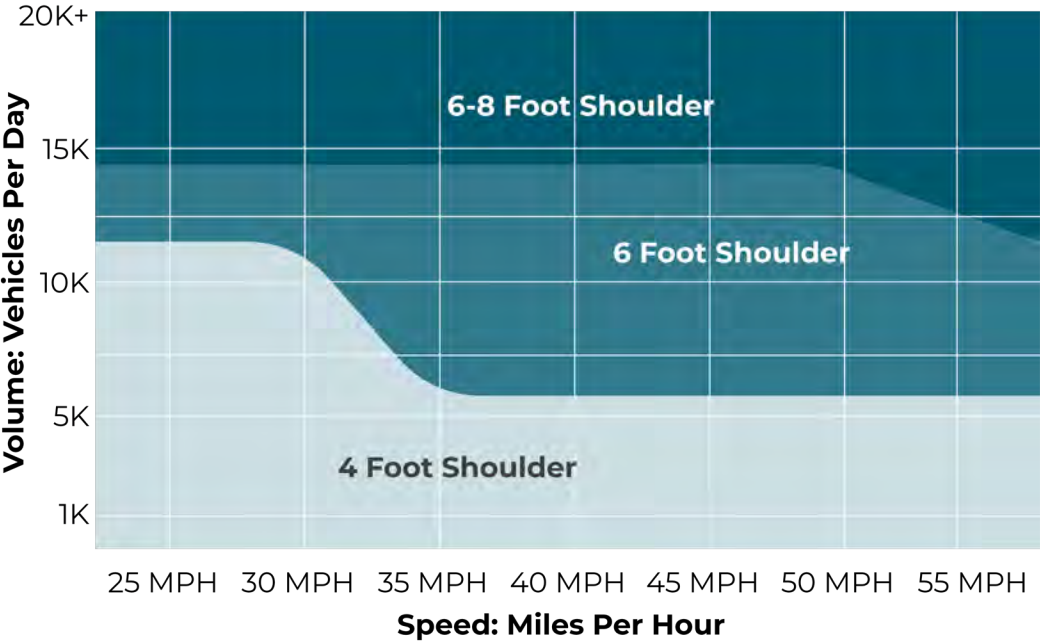 20K+
6-8 Foot Shoulder
15K
6 Foot Shoulder
10K
5K
4 Foot Shoulder
1K
Volume: Vehicles Per Day
25 MPH 30 MPH 35 MPH 40 MPH 45 MPH 50 MPH 55 MPH
Speed: Miles Per Hour